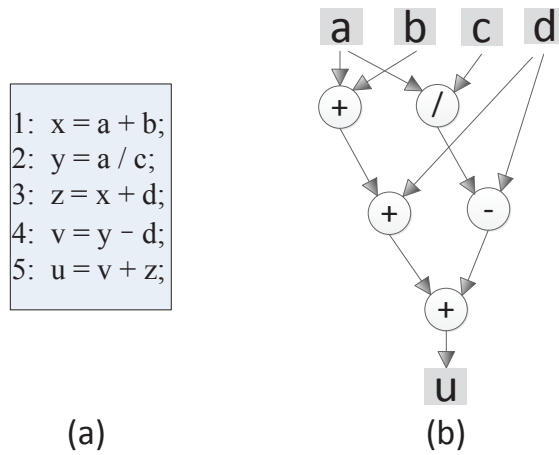 a b c d
+ /
1: x = a + b;
2: y = a / c;
3: z = x + d;
4: v = y – d;
5: u = v + z;
+ -
+
u
(a) (b)